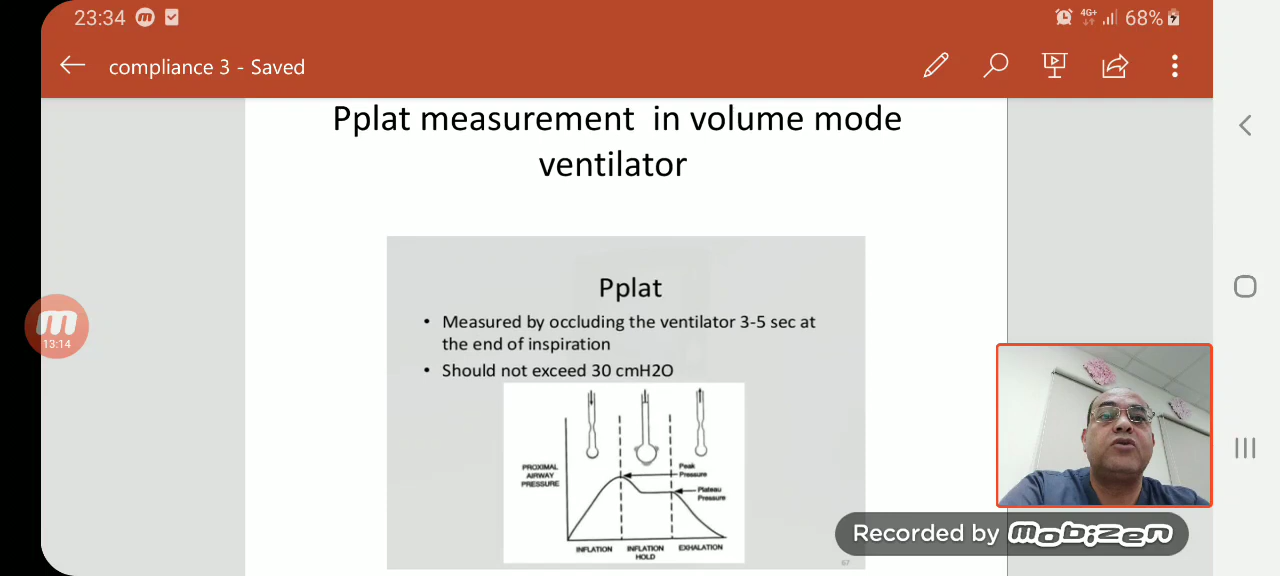 23:34
4G+
68%
compliance 3 - Saved
Pplat measurement in volume mode
ventilator
Pplat
• Measured by occluding the ventilator 3-5 sec at
the end of inspiration
• Should not exceed 30 cmH2O
PROXIMAL
AIRWAY
PRESSURE
Peak
Pressure
Plateau
Pressure
INFLATION
INFLATION
HOLD
EXHALATION
67
m
13:14
Recorded by mobizen